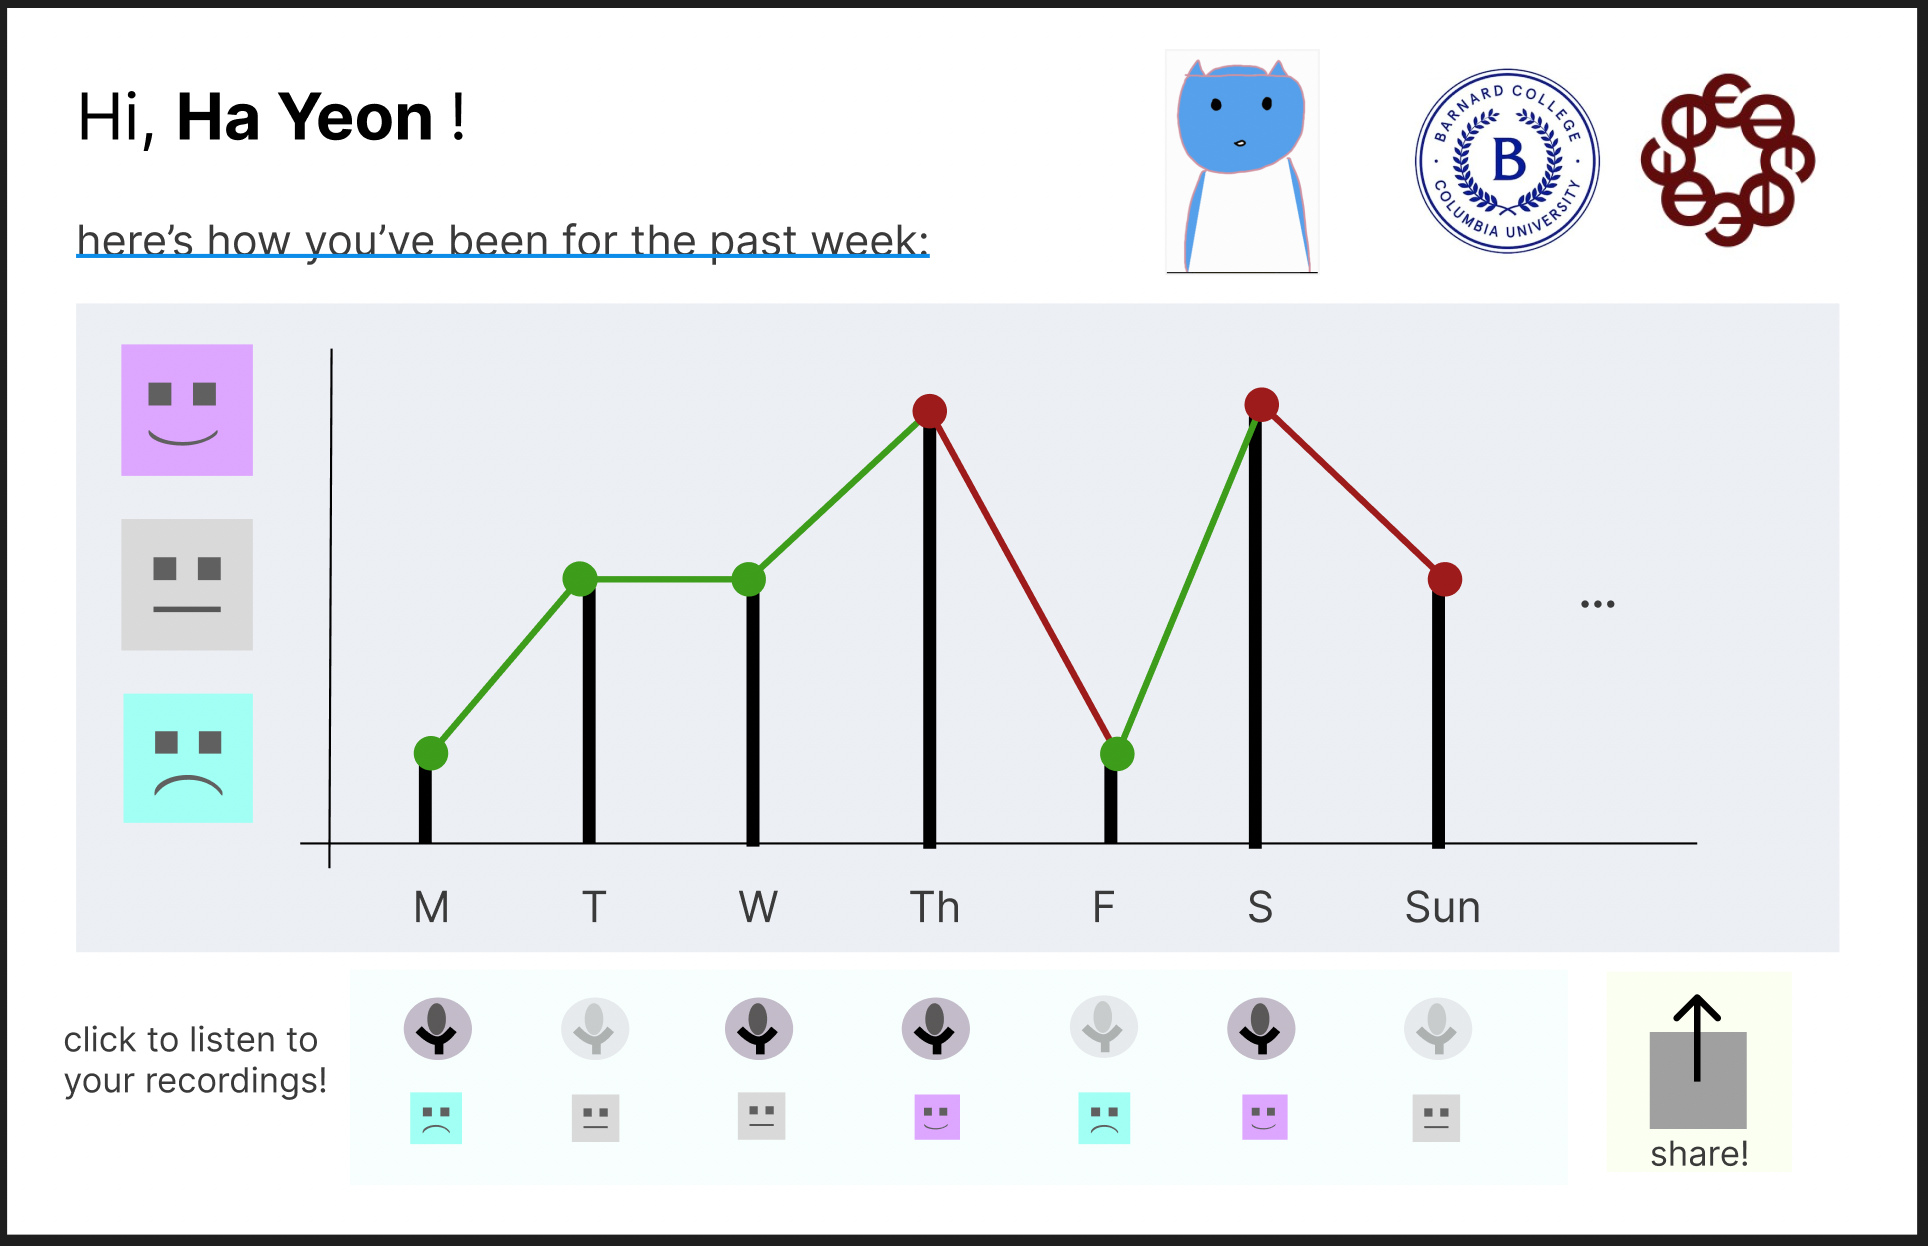 Hi, Ha Yeon !
BARNARD COLLEGE
B
COLUMBIA UNIVERSITY
here’s how you’ve been for the past week:
...
M T W Th F S Sun
click to listen to
your recordings!
share!